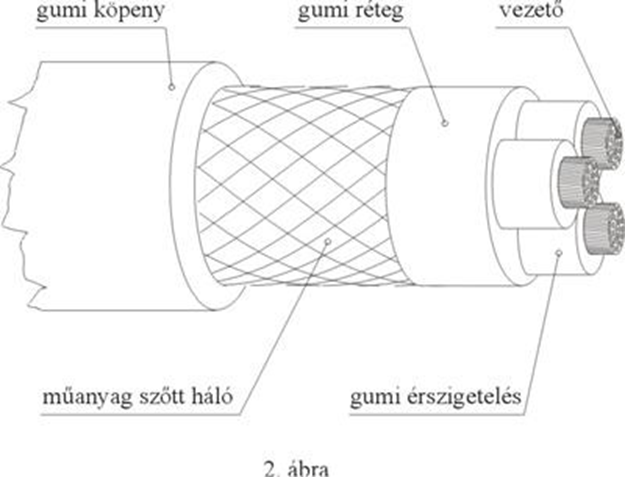 gumi köpeny
gumi réteg
vezető
műanyag szőtt háló
gumi érszigetelés
2. ábra